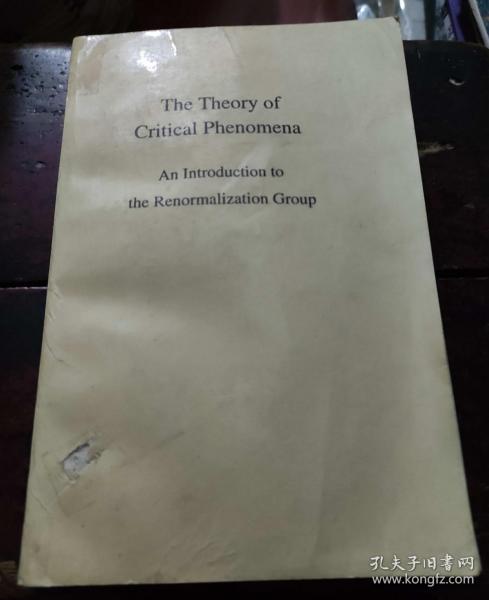 The Theory of
Critical Phenomena
An Introduction to
the Renormalization Group
孔夫子旧书网
www.kongfz.com